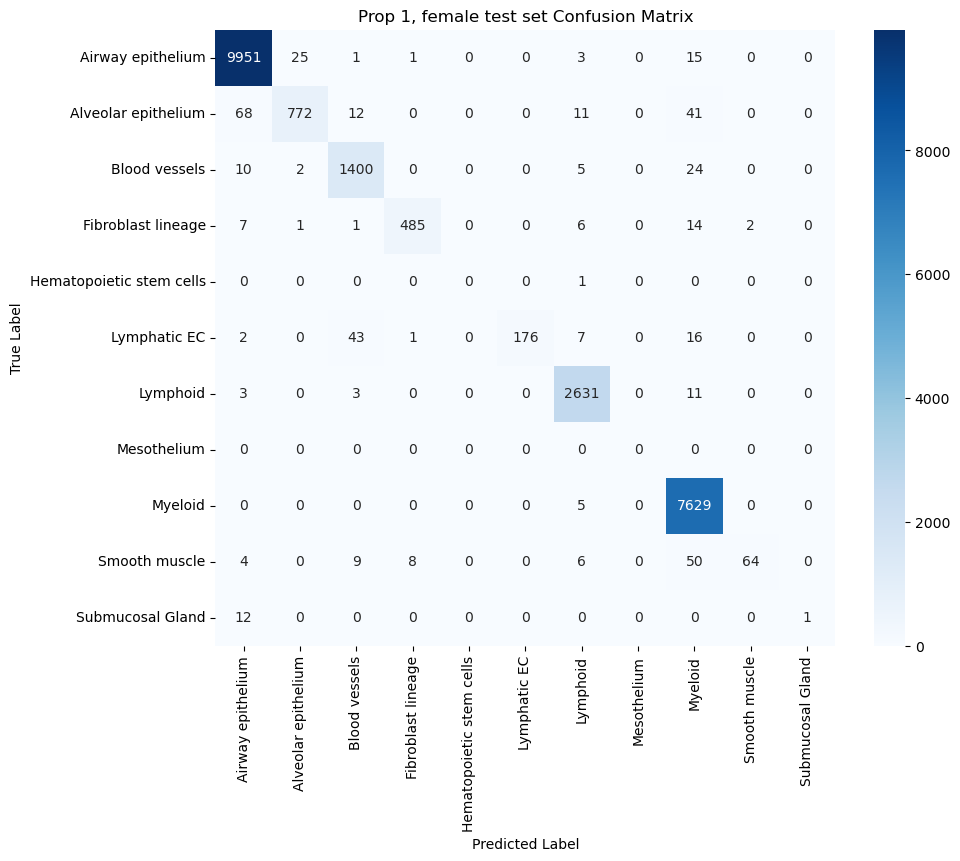 Prop 1, female test set Confusion Matrix
Airway epithelium 9951 25 1 1 0 0 3 0 15 0 0
Alveolar epithelium 68 772 12 0 0 0 11 0 41 0 0
Blood vessels 10 2 1400 0 0 0 5 0 24 0 0
Fibroblast lineage 7 1 1 485 0 0 6 0 14 2 0
Hematopoietic stem cells 0 0 0 0 0 0 1 0 0 0 0
Lymphatic EC 2 0 43 1 0 176 7 0 16 0 0
Lymphoid 3 0 3 0 0 0 2631 0 11 0 0
Mesothelium 0 0 0 0 0 0 0 0 0 0 0
Myeloid 0 0 0 0 0 0 5 0 7629 0 0
Smooth muscle 4 0 9 8 0 0 6 0 50 64 0
Submucosal Gland 12 0 0 0 0 0 0 0 0 0 1
True Label
Airway epithelium
Alveolar epithelium
Blood vessels
Fibroblast lineage
Hematopoietic stem cells
Lymphatic EC
Lymphoid
Mesothelium
Myeloid
Smooth muscle
Submucosal Gland
Predicted Label
8000
6000
4000
2000
0